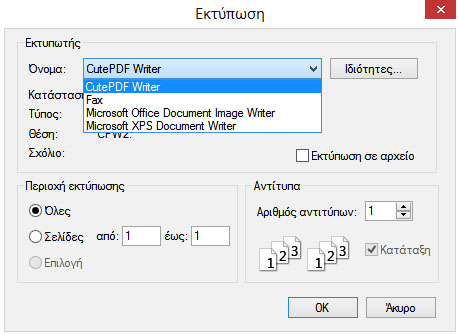 Εκτύπωση
Εκτυπωτής
Όνομα: CutePDF Writer Ιδιότητες...
CutePDF Writer
Κατάσταση
Fax
Τύπος: Microsoft Office Document Image Writer
Microsoft XPS Document Writer
Θέση: CPW2:
Σχόλιο: Εκτύπωση σε αρχείο
Περιοχή εκτύπωσης
Όλες
Σελίδες από: 1 έως: 1
Επιλογή
Αντίτυπα
Αριθμός αντιτύπων: 1
1 2 3 1 2 3 Κατάταξη
OK Άκυρο